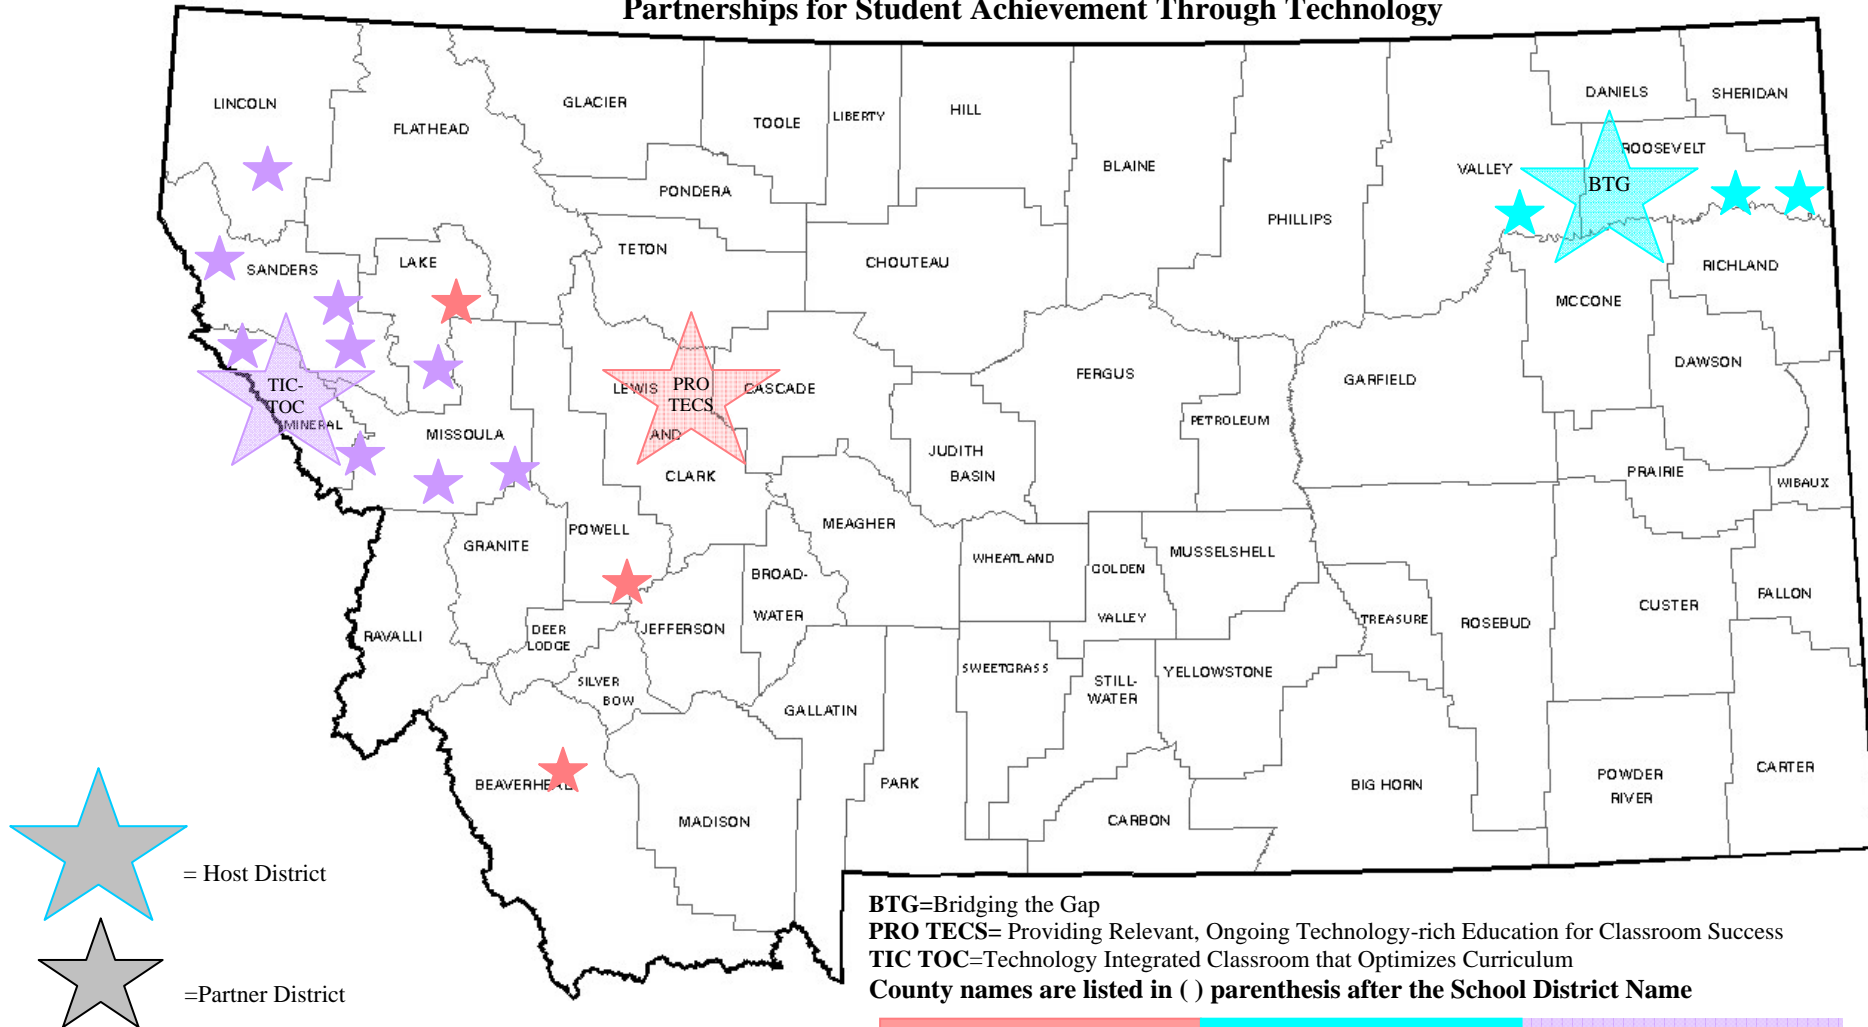 Partnerships for Student Achievement Through Technology
LINCOLN
FLATHEAD
GLACIER
TOOLE
LIBERTY
HILL
BLAINE
PHILLIPS
VALLEY
DANIELS
SHERIDAN
ROOSEVELT
BTG
PONDERA
TETON
CHOUTEAU
SANDERS
LAKE
RICHLAND
MCCONE
DAWSON
GARFIELD
FERGUS
PETROLEUM
LEWIS
AND
CLARK
PRO
TECS
CASCADE
TIC-
TOC
MINERAL
MISSOULA
JUDITH
BASIN
PRAIRIE
WIBAUX
POWELL
GRANITE
MEAGHER
WHEATLAND
GOLDEN
VALLEY
MUSSELSHELL
BROAD-
WATER
TREASURE
ROSEBUD
CUSTER
FALLON
RAVALLI
DEER
LODGE
JEFFERSON
SILVER
BOW
SWEETGRASS
STILL-
WATER
YELLOWSTONE
GALLATIN
BEAVERHEAD
MADISON
PARK
CARBON
BIG HORN
POWDER
RIVER
CARTER
= Host District
=Partner District
BTG=Bridging the Gap
PRO TECS= Providing Relevant, Ongoing Technology-rich Education for Classroom Success
TIC TOC=Technology Integrated Classroom that Optimizes Curriculum
County names are listed in ( ) parenthesis after the School District Name